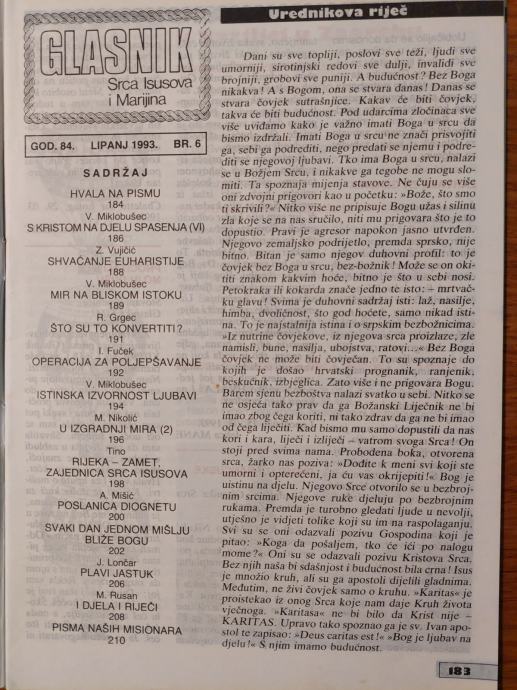 GLASNIK
Srca Isusova
i Marijina
GOD. 84. LIPANJ 1993. BR. 6
SADRŽAJ
HVALA NA PISMU
184
V. Miklobušec
S KRISTOM NA DJELU SPASENJA (VI)
186
Z. Vujičić
SHVAĆANJE EUHARISTIJE
188
V. Miklobušec
MIR NA BLISKOM ISTOKU
189
R. Grgec
ŠTO SU TO KONVERTITI?
191
I. Fuček
OPERACIJA ZA POLJEPŠAVANJE
192
V. Miklobušec
ISTINSKA IZVORNOST LJUBAVI
194
M. Nikolić
U IZGRADNJI MIRA (2)
196
Tino
RIJEKA – ZAMET,
ZAJEDNICA SRCA ISUSOVA
198
A. Mišić
POSLANICA DIOGNETU
200
SVAKI DAN JEDNOM MIŠLJU
BLIŽE BOGU
202
J. Lončar
PLAVI JASTUK
206
M. Rusan
I DJELA I RIJEČI
208
PISMA NAŠIH MISIONARA
210
Urednikova riječ
Dani su sve topliji, poslovi sve teži, ljudi sve
umorniji, sirotinjski redovi sve dulji, invalidi sve
brojniji, grobovi sve puniji. A budućnost? Bez Boga
nikakva! A s Bogom, ona se stvara danas! Danas se
stvara čovjek sutrašnjice. Kakav će biti čovjek,
takva će biti budućnost. Pod udarcima zločinaca sve
više uviđamo kako je važno imati Boga u srcu da
bismo izdržali. Imati Boga u srcu ne znači prisvojiti
ga, sebi ga podrediti, nego predati se njemu i podre-
diti se njegovoj ljubavi. Tko ima Boga u srcu, nalazi
se u Božjem Srcu, i nikakve ga tegobe ne mogu slo-
miti. Ta spoznaja mijenja stavove. Ne čuju se više
oni zdvojni prigovari kao u početku: »Bože, što smo
ti skrivili?« Nitko više ne pripisuje Bogu užas i silinu
zla koje se na nas sručilo, niti mu prigovara što je to
dopustio. Pravi je agresor napokon jasno utvrđen.
Njegovo zemaljsko podrijetlo, premda srpsko, nije
bitno. Bitan je samo njegov duhovni profil: to je
čovjek bez Boga u srcu, bez-božnik! Može se on oki-
titi znakom kakvim hoće, bitno je što u sebi nosi.
Petokraka ili kokarda znače jedno te isto: – mrtvač-
ku glavu! Svima je duhovni sadržaj isti: laž, nasilje,
himba, dvoličnost, što god hoćete, samo nikad isti-
na. To je najstalnija istina i o srpskim bezbožnicima.
»Iz nutrine čovjekove, iz njegova srca proizlaze, zle
namisli, bune, nasilja, ubojstva, ratovi...« Bez Boga
čovjek ne može biti čovječan. To su spoznaje do
kojih je došao hrvatski prognanik, ranjenik,
beskućnik, izbjeglica. Zato više i ne prigovara Bogu.
Barem sjenu bezboštva nalazi svatko u sebi. Nitko se
ne osjeća tako prav da ga Božanski Liječnik ne bi
imao zbog čega koriti, ni tako zdrav da ga ne bi imao
od čega liječiti. Kad bismo mu samo dopustili da nas
kori i kara, liječi i izliječi – vatrom svoga Srca! On
stoji pred svima nama. Probodena boka, otvorena
srca, žarko nas poziva: »Dođite k meni svi koji ste
umorni i opterećeni, ja ću vas okrijepiti!« Bog je
uistinu na djelu. Njegovo Srce otvorilo se u bezbroj-
nim srcima. Njegove ruke djeluju po bezbrojnim
rukama. Premda je turobno gledati ljude u nevolji,
utješno je vidjeti tolike koji su im na raspolaganju.
Svi su se oni odazvali pozivu Gospodina koji je
pitao: »Koga da pošaljem, tko će ići po nalogu
mome?« Oni su se odazvali pozivu Kristova Srca.
Bez njih naša bi sdašnjost i budućnost bila crna! Isus
je množio kruh, ali su ga apostoli dijelili gladnima.
Međutim, ne živi čovjek samo o kruhu. »Karitas« je
proistekao iz onog Srca koje nam daje Kruh života
vječnoga. »Karitasa« ne bi bilo da Krist nije –
KARITAS. Upravo tako spoznao ga je sv. Ivan apo-
stol te zapisao: »Deus caritas est!« »Bog je ljubav na
djelu!« S njim imamo budućnost.
183